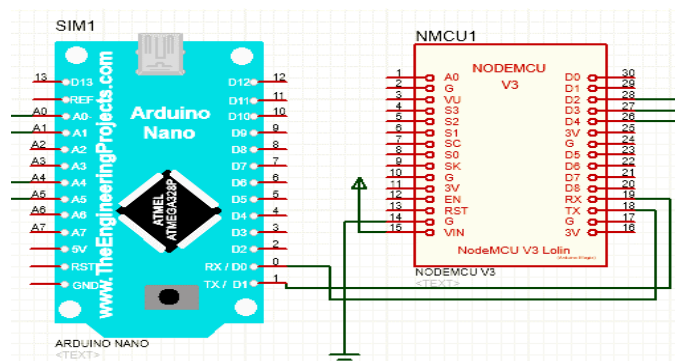 SIM1
13 D13 D12 12
REF D11 11
A0 A0 D10 10
A1 A1 D9 9
A2 A2 D8 8
A3 A3 D7 7
A4 A4 D6 6
A5 A5 D5 5
A6 A6 D4 4
A7 A7 D3 3
5V D2 2
RST RX / D0 0
GND TX / D1 1
www.TheEngineeringProjects.com
Arduino
Nano
ATMEL
ATMEGA328P
ARDUINO NANO
<TEXT>
NMCU1
NODEMCU
V3
1 A0 D0 30
2 G D1 29
3 VU D2 28
4 S3 D3 27
5 S2 D4 26
6 S1 3V 25
7 SC G 24
8 S0 D5 23
9 SK D6 22
10 G D7 21
11 3V D8 20
12 EN RX 19
13 RST TX 18
14 G G 17
15 VIN 3V 16
NodeMCU V3 Lolin
NODEMCU V3
<TEXT>